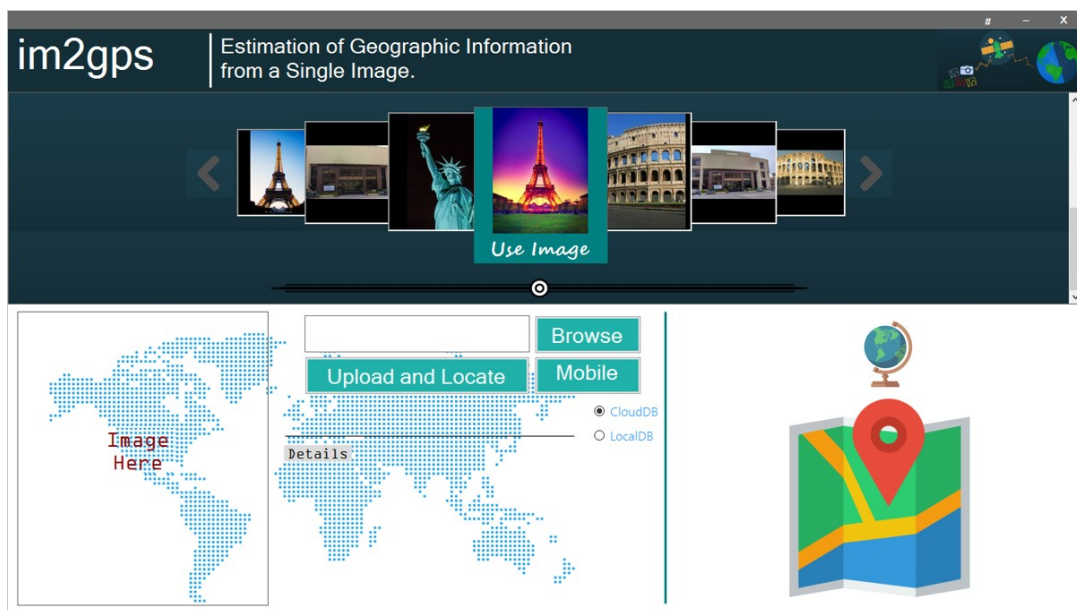 # – X
im2gps
Estimation of Geographic Information
from a Single Image.
Use Image
Browse
Upload and Locate
Mobile
CloudDB
LocalDB
Image
Here
Details